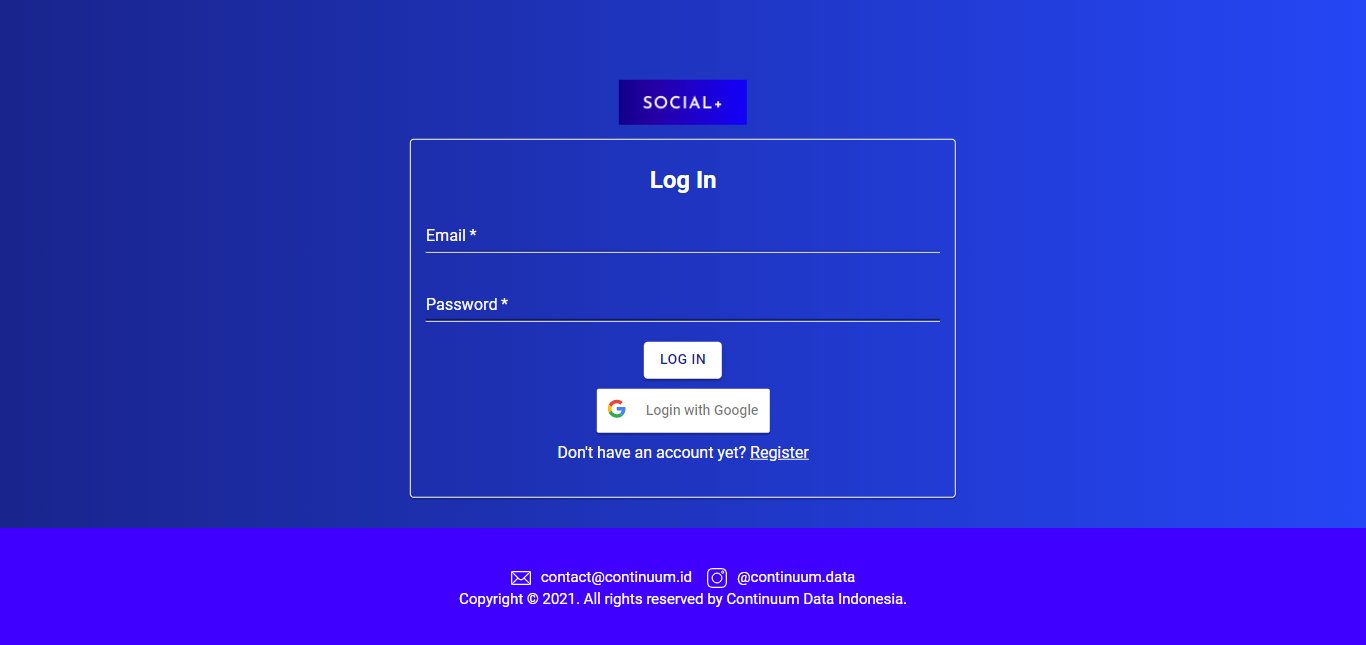 SOCIAL+
Log In
Email *
Password *
LOG IN
Login with Google
Don't have an account yet? Register
contact@continuum.id @continuum.data
Copyright © 2021. All rights reserved by Continuum Data Indonesia.